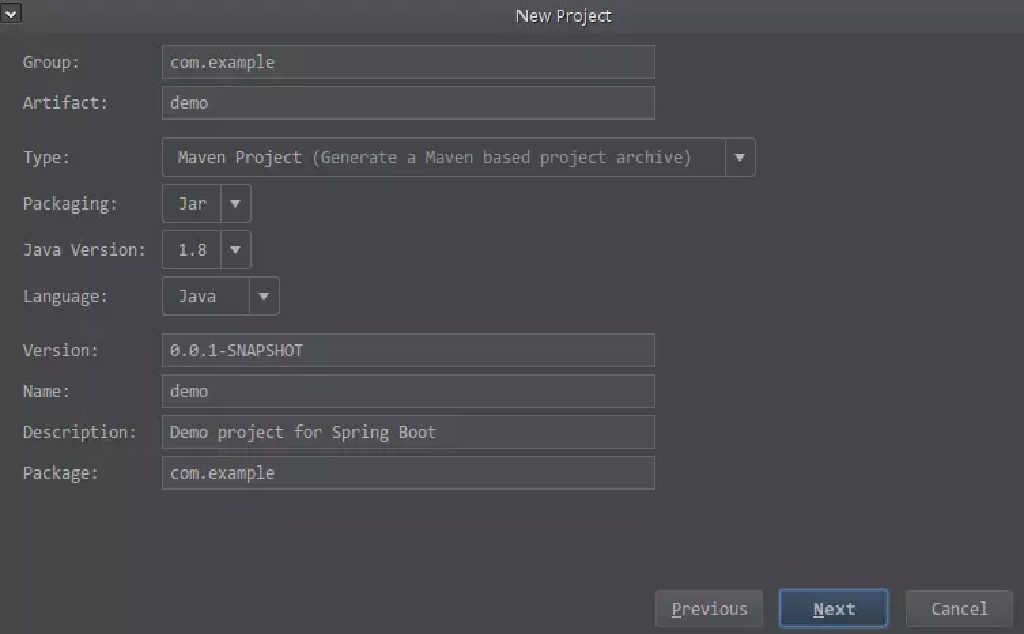 New Project
Group: com.example
Artifact: demo
Type: Maven Project (Generate a Maven based project archive)
Packaging: Jar
Java Version: 1.8
Language: Java
Version: 0.0.1-SNAPSHOT
Name: demo
Description: Demo project for Spring Boot
Package: com.example
Previous Next Cancel